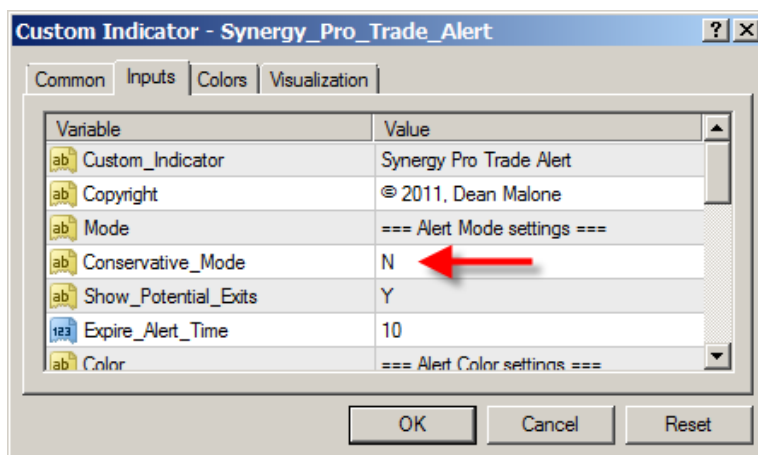 Custom Indicator - Synergy_Pro_Trade_Alert
Common Inputs Colors Visualization
Variable Value
ab Custom_Indicator Synergy Pro Trade Alert
ab Copyright © 2011, Dean Malone
ab Mode === Alert Mode settings ===
ab Conservative_Mode N
ab Show_Potential_Exits Y
123 Expire_Alert_Time 10
ab Color === Alert Color settings ===
OK Cancel Reset